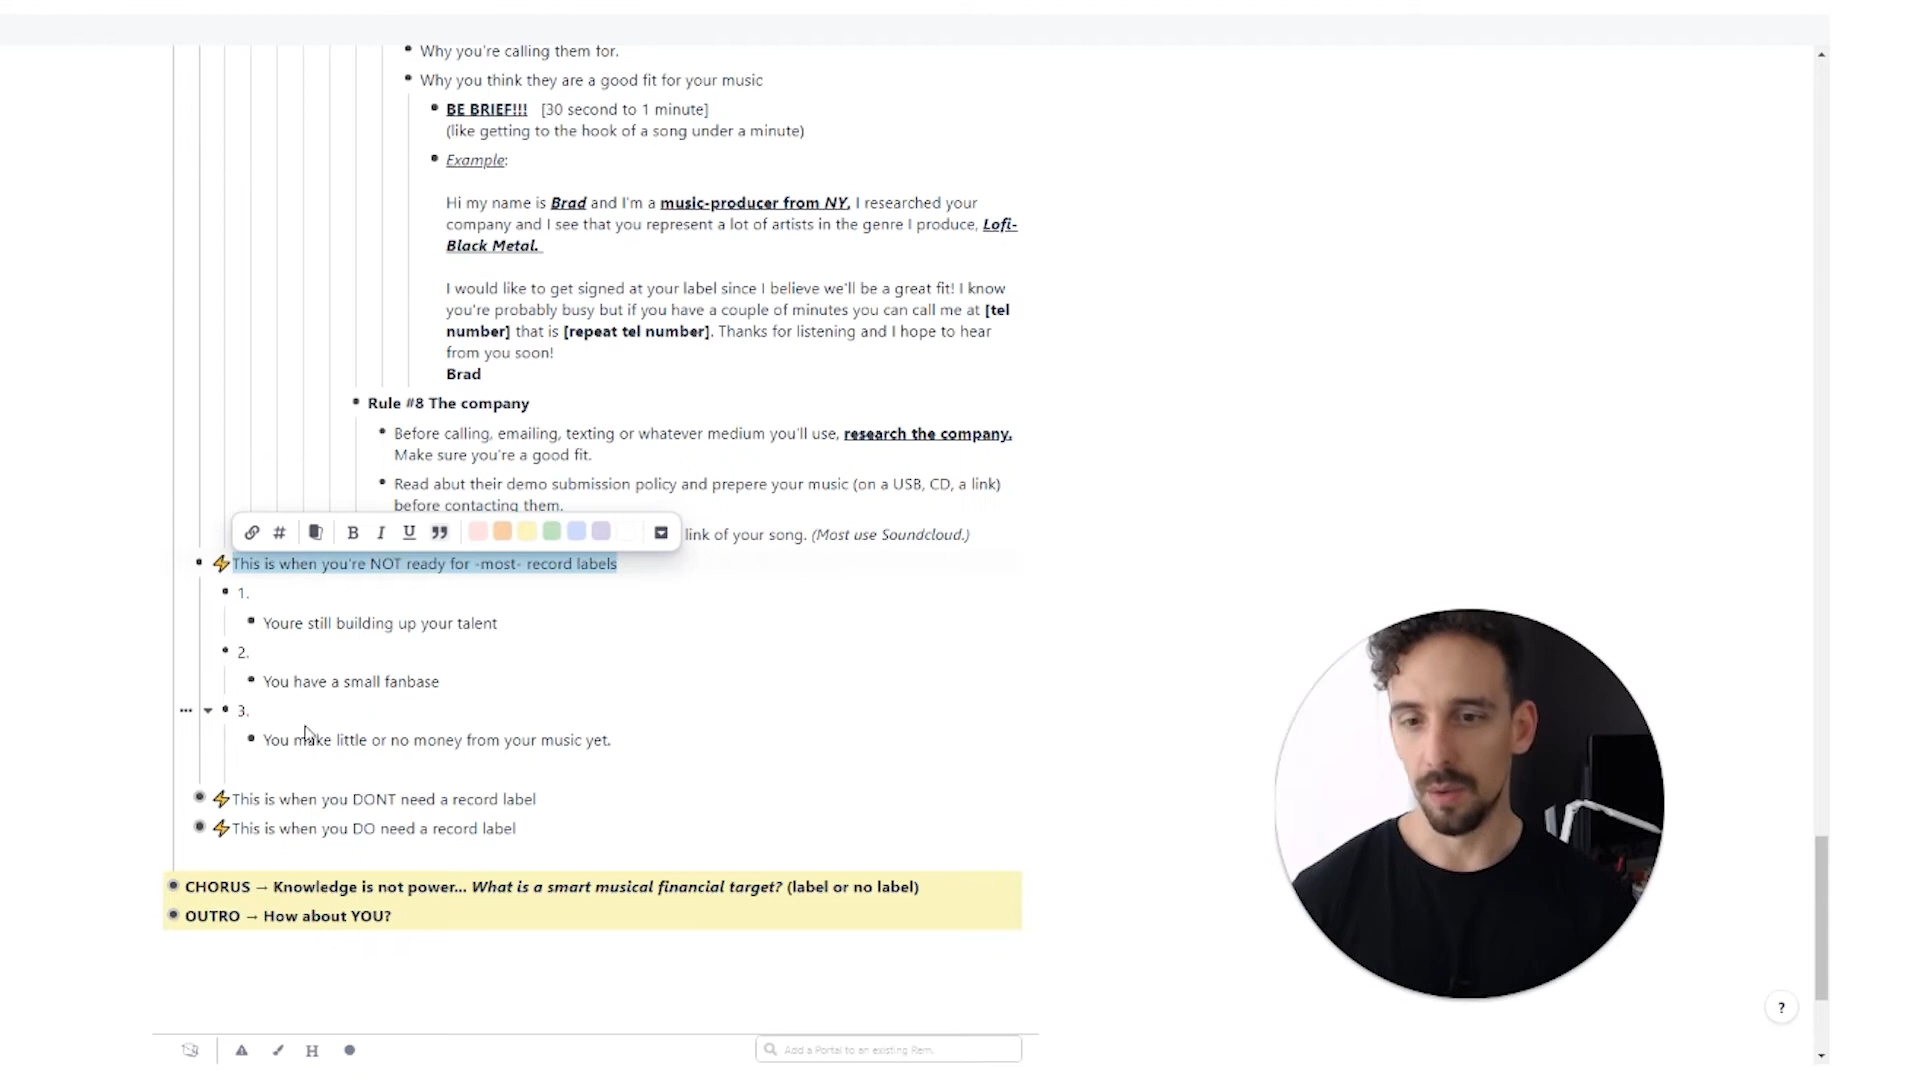 Why you're calling them for.
Why you think they are a good fit for your music
BE BRIEF!!! [30 second to 1 minute]
(like getting to the hook of a song under a minute)
Example:
Hi my name is Brad and I'm a music-producer from NY, I researched your
company and I see that you represent a lot of artists in the genre I produce, Lofi-
Black Metal.
I would like to get signed at your label since I believe we'll be a great fit! I know
you're probably busy but if you have a couple of minutes you can call me at [tel
number] that is [repeat tel number]. Thanks for listening and I hope to hear
from you soon!
Brad
Rule #8 The company
Before calling, emailing, texting or whatever medium you'll use, research the company.
Make sure you're a good fit.
Read abut their demo submission policy and prepere your music (on a USB, CD, a link)
before contacting them.
link of your song. (Most use Soundcloud.)
⚡This is when you're NOT ready for -most- record labels
1.
Youre still building up your talent
2.
You have a small fanbase
3.
You make little or no money from your music yet.
⚡This is when you DONT need a record label
⚡This is when you DO need a record label
CHORUS → Knowledge is not power... What is a smart musical financial target? (label or no label)
OUTRO → How about YOU?
Add a Portal to an existing Rem.